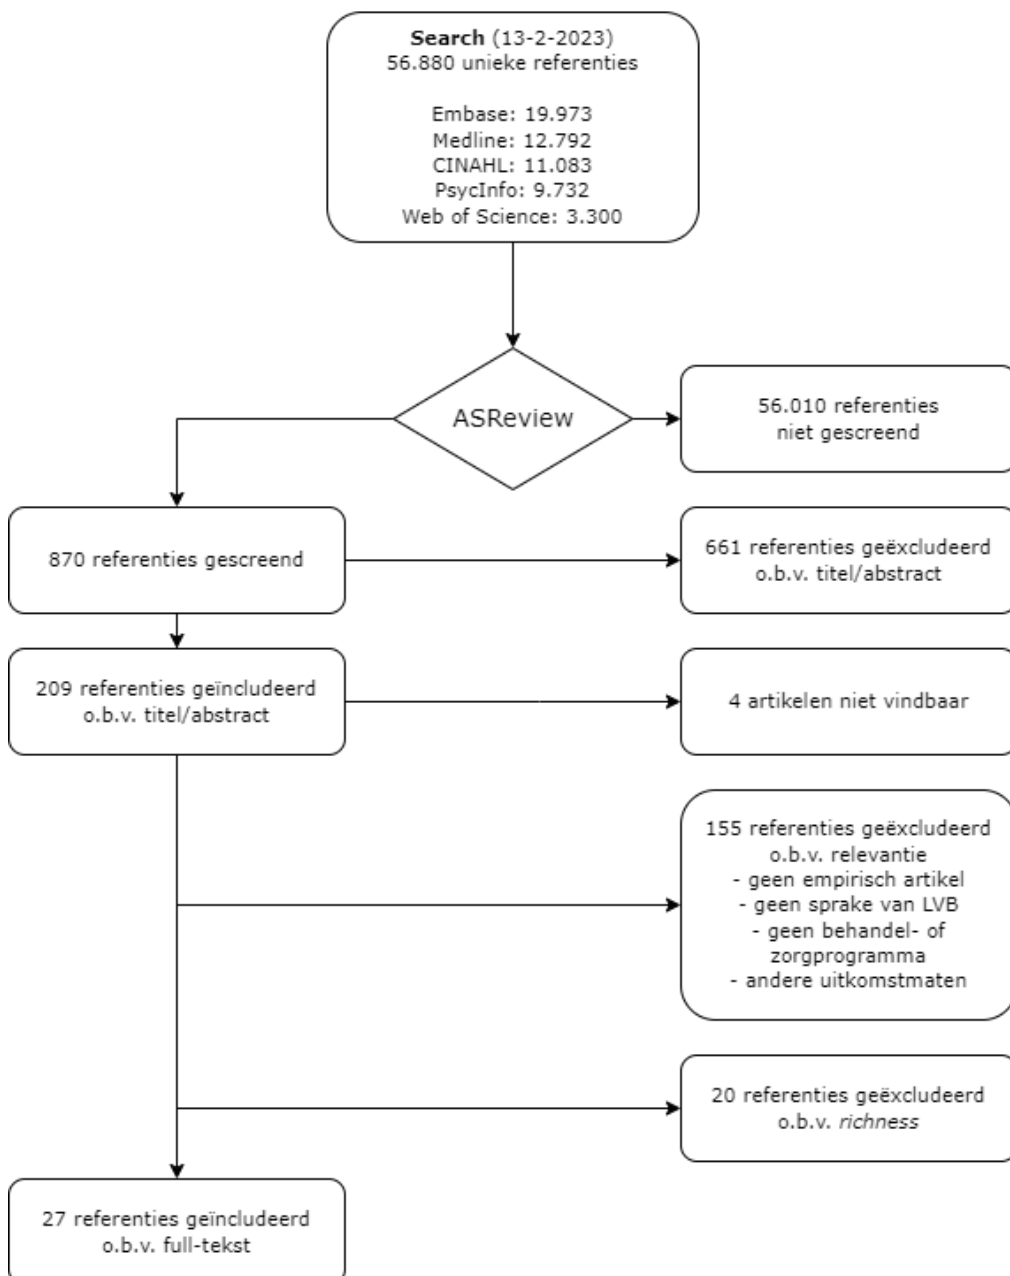 Search (13-2-2023)
56.880 unieke referenties
Embase: 19.973
Medline: 12.792
CINAHL: 11.083
PsycInfo: 9.732
Web of Science: 3.300
ASReview
56.010 referenties
niet gescreend
870 referenties gescreend
661 referenties geëxcludeerd
o.b.v. titel/abstract
209 referenties geïncludeerd
o.b.v. titel/abstract
4 artikelen niet vindbaar
155 referenties geëxcludeerd
o.b.v. relevantie
- geen empirisch artikel
- geen sprake van LVB
- geen behandel- of
zorgprogramma
- andere uitkomstmaten
20 referenties geëxcludeerd
o.b.v. richness
27 referenties geïncludeerd
o.b.v. full-tekst